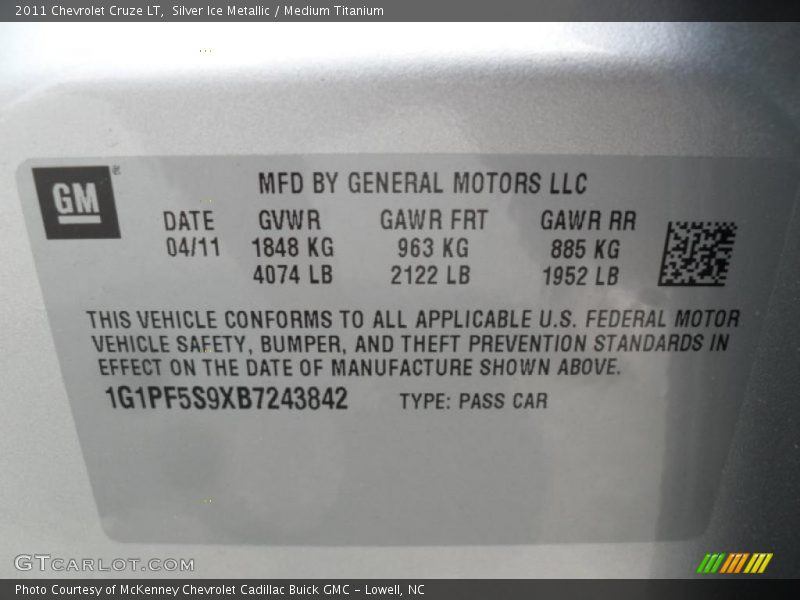 2011 Chevrolet Cruze LT, Silver Ice Metallic / Medium Titanium
GM ®
MFD BY GENERAL MOTORS LLC
DATE GVWR GAWR FRT GAWR RR
04/11 1848 KG 963 KG 885 KG
4074 LB 2122 LB 1952 LB
THIS VEHICLE CONFORMS TO ALL APPLICABLE U.S. FEDERAL MOTOR
VEHICLE SAFETY, BUMPER, AND THEFT PREVENTION STANDARDS IN
EFFECT ON THE DATE OF MANUFACTURE SHOWN ABOVE.
1G1PF5S9XB7243842 TYPE: PASS CAR
GTCARLOT.COM
Photo Courtesy of McKenney Chevrolet Cadillac Buick GMC - Lowell, NC